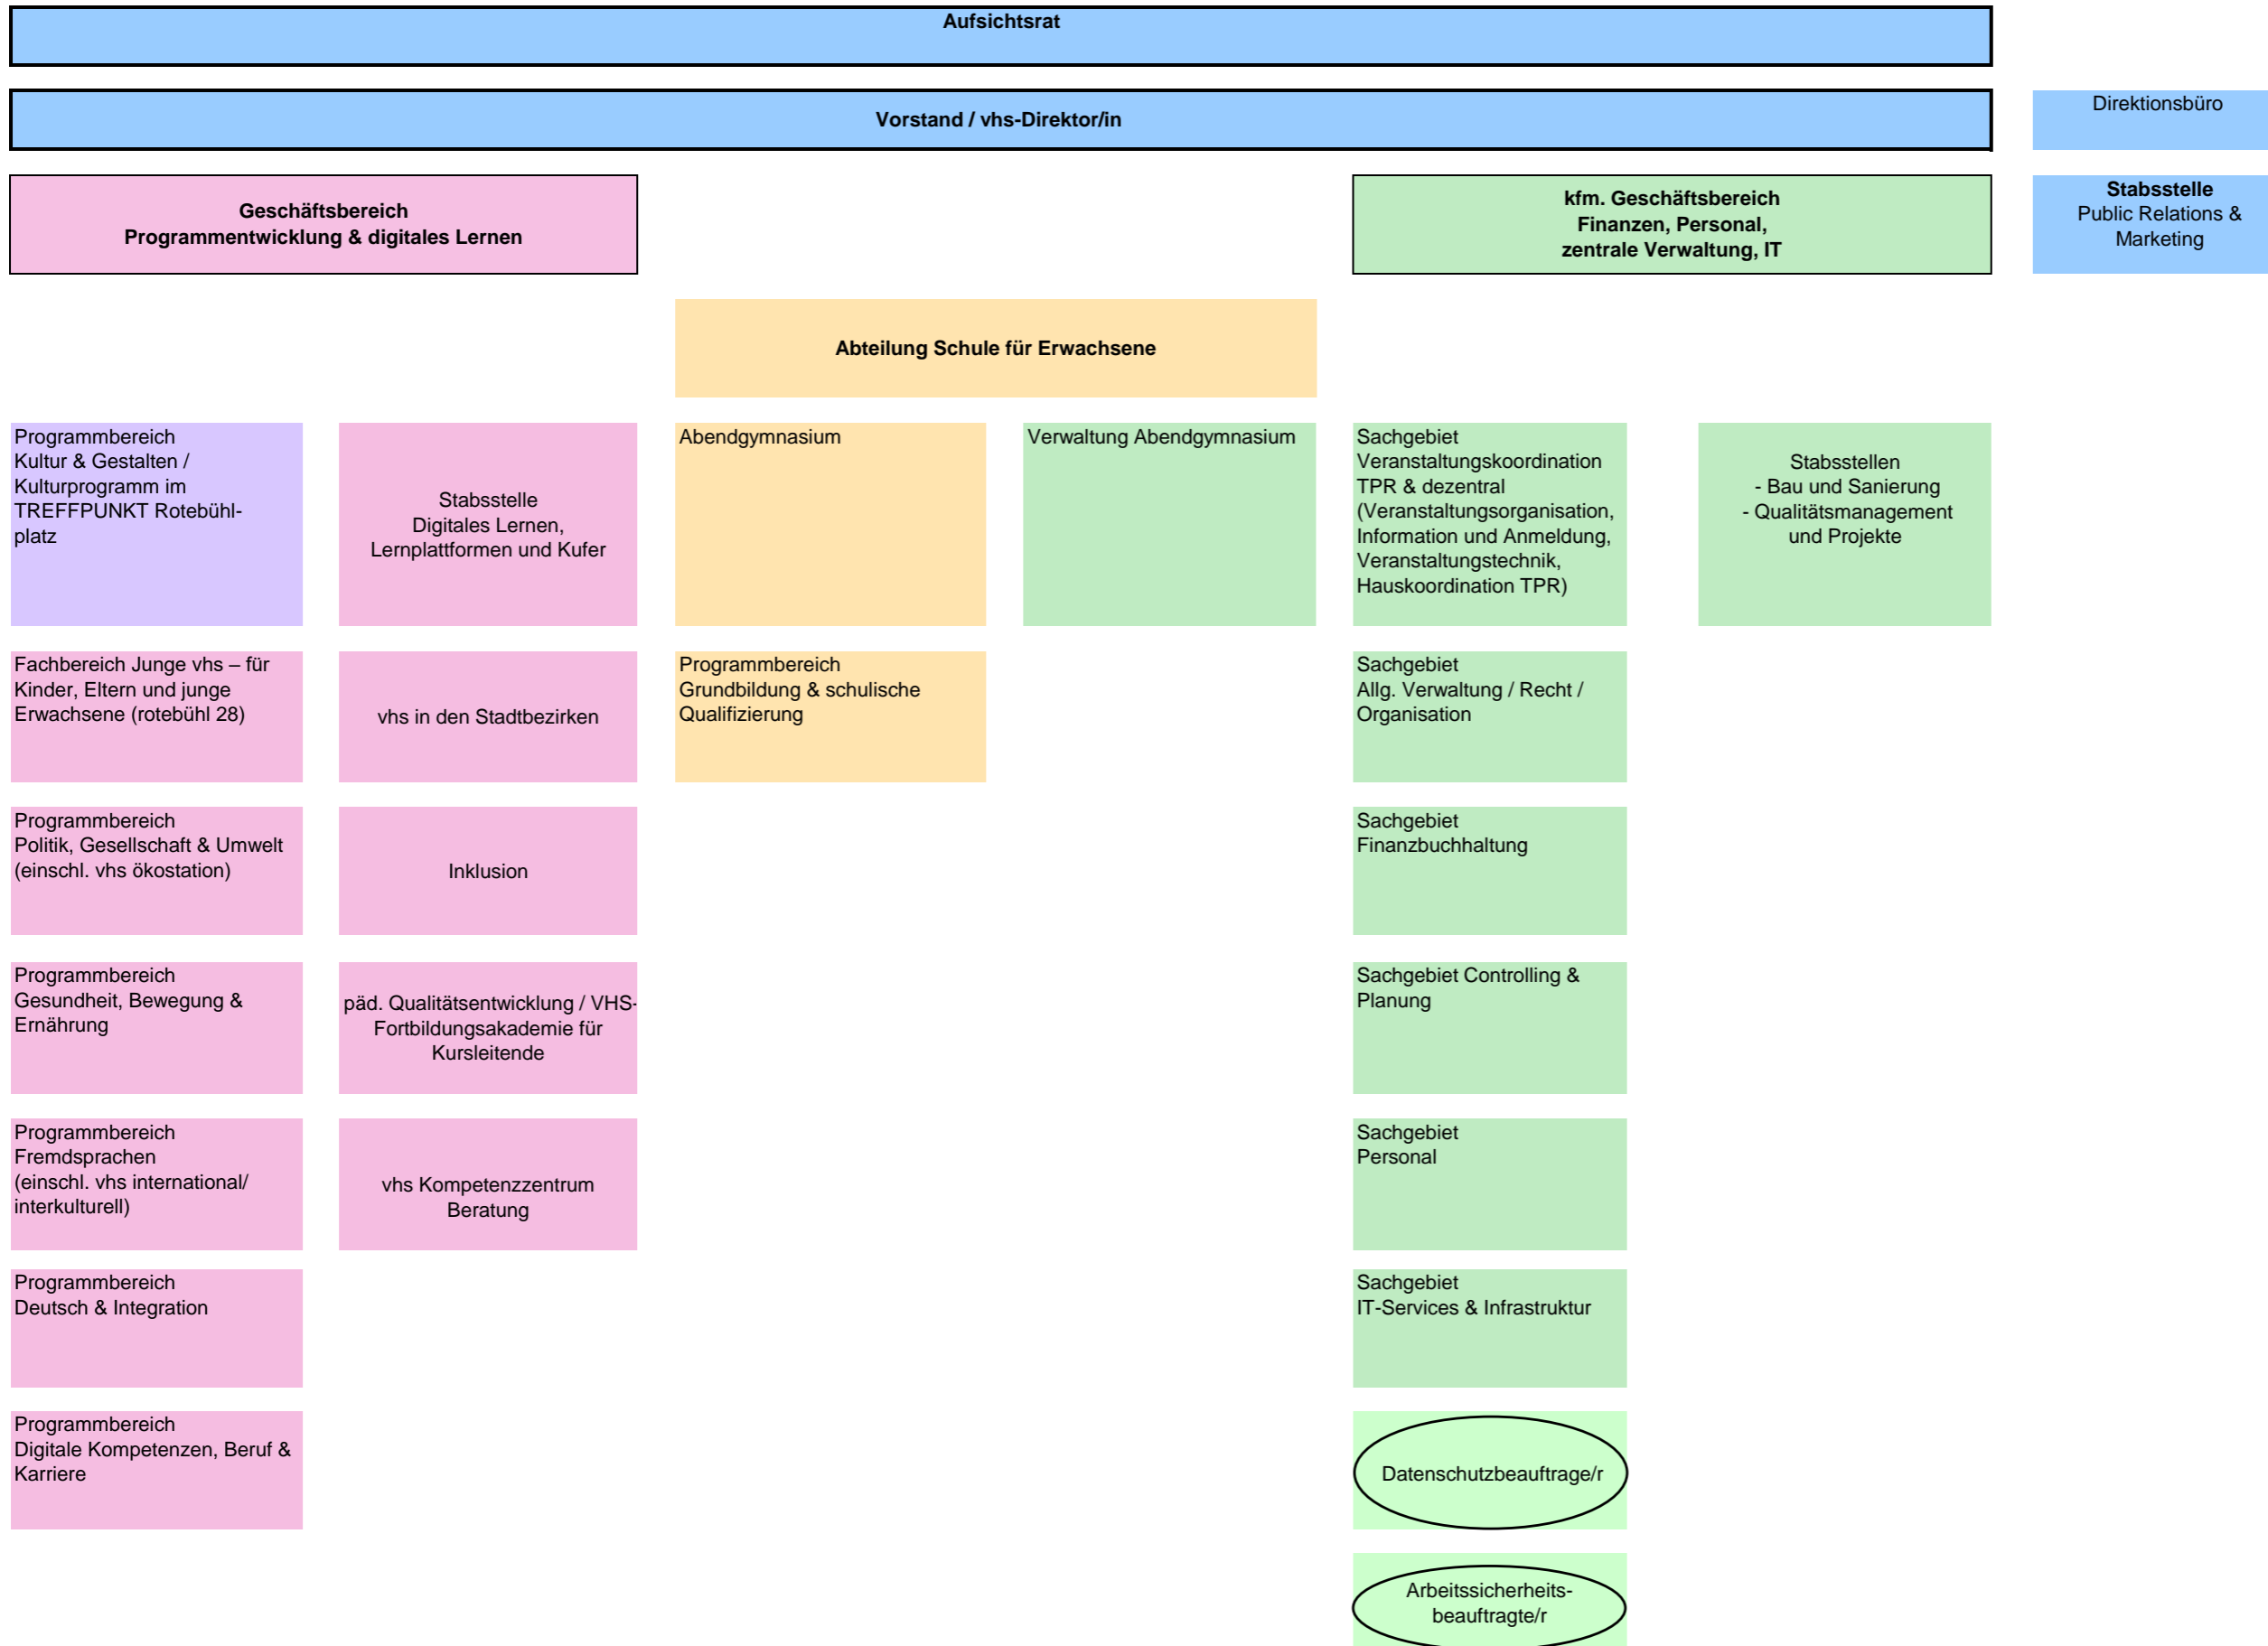 Aufsichtsrat
Vorstand / vhs-Direktor/in
Direktionsbüro
Geschäftsbereich
Programmentwicklung & digitales Lernen
kfm. Geschäftsbereich
Finanzen, Personal,
zentrale Verwaltung, IT
Stabsstelle
Public Relations &
Marketing
Abteilung Schule für Erwachsene
Programmbereich
Kultur & Gestalten /
Kulturprogramm im
TREFFPUNKT Rotebühl-
platz
Stabsstelle
Digitales Lernen,
Lernplattformen und Kufer
Abendgymnasium
Verwaltung Abendgymnasium
Sachgebiet
Veranstaltungskoordination
TPR & dezentral
(Veranstaltungsorganisation,
Information und Anmeldung,
Veranstaltungstechnik,
Hauskoordination TPR)
Stabsstellen
- Bau und Sanierung
- Qualitätsmanagement
und Projekte
Fachbereich Junge vhs – für
Kinder, Eltern und junge
Erwachsene (rotebühl 28)
vhs in den Stadtbezirken
Programmbereich
Grundbildung & schulische
Qualifizierung
Sachgebiet
Allg. Verwaltung / Recht /
Organisation
Programmbereich
Politik, Gesellschaft & Umwelt
(einschl. vhs ökostation)
Inklusion
Sachgebiet
Finanzbuchhaltung
Programmbereich
Gesundheit, Bewegung &
Ernährung
päd. Qualitätsentwicklung / VHS-
Fortbildungsakademie für
Kursleitende
Sachgebiet Controlling &
Planung
Programmbereich
Fremdsprachen
(einschl. vhs international/
interkulturell)
vhs Kompetenzzentrum
Beratung
Sachgebiet
Personal
Programmbereich
Deutsch & Integration
Sachgebiet
IT-Services & Infrastruktur
Programmbereich
Digitale Kompetenzen, Beruf &
Karriere
Datenschutzbeauftrage/r
Arbeitssicherheits-
beauftragte/r